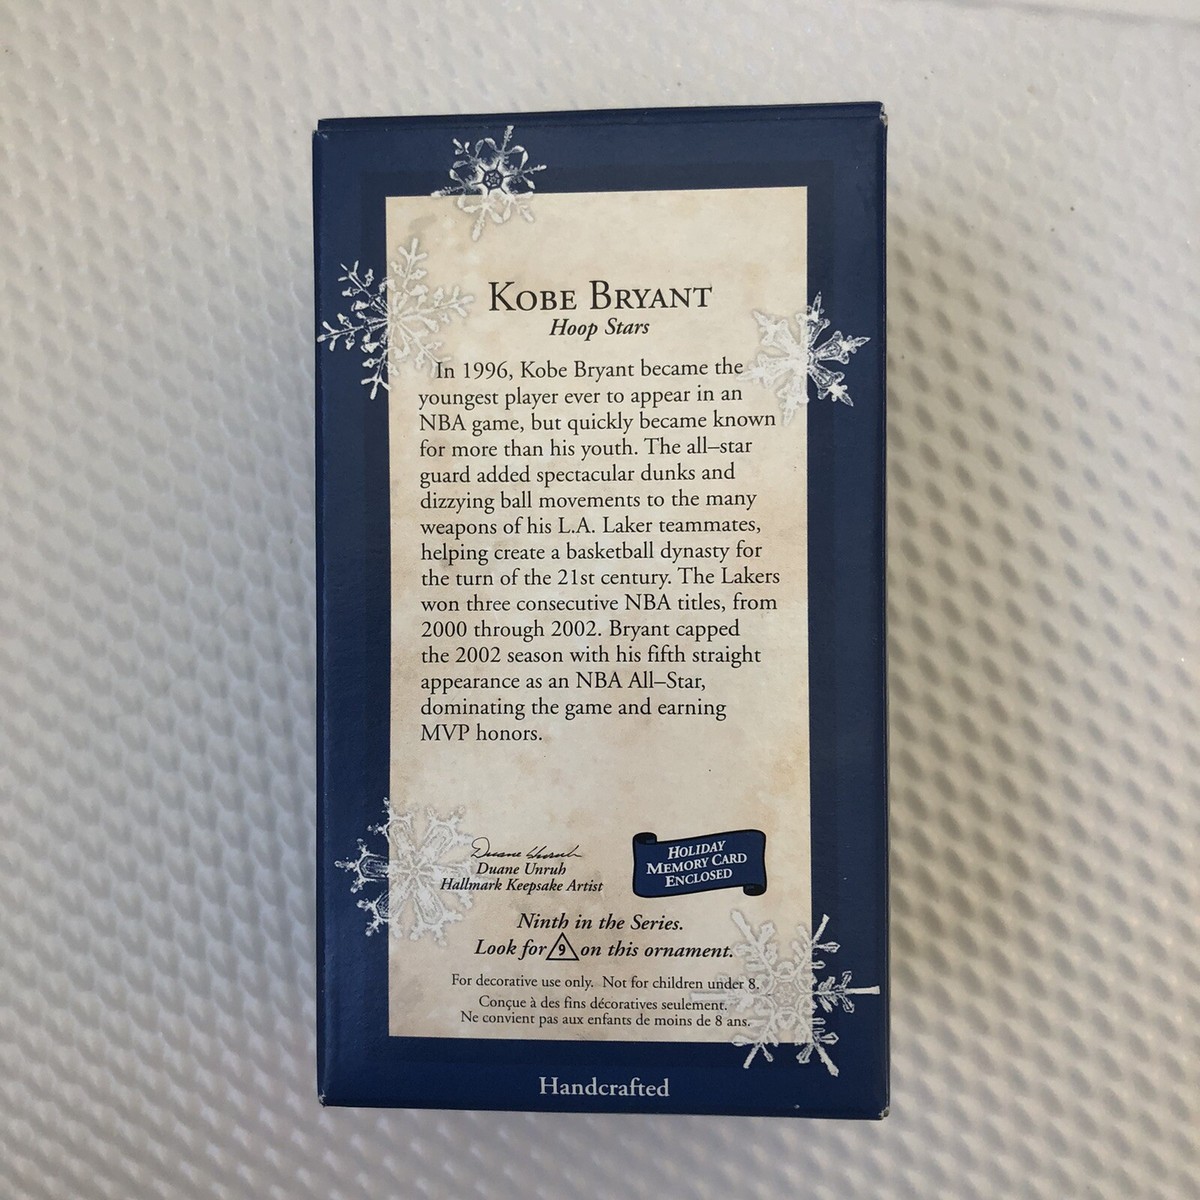 KOBE BRYANT
Hoop Stars
In 1996, Kobe Bryant became the
youngest player ever to appear in an
NBA game, but quickly became known
for more than his youth. The all–star
guard added spectacular dunks and
dizzying ball movements to the many
weapons of his L.A. Laker teammates,
helping create a basketball dynasty for
the turn of the 21st century. The Lakers
won three consecutive NBA titles, from
2000 through 2002. Bryant capped
the 2002 season with his fifth straight
appearance as an NBA All–Star,
dominating the game and earning
MVP honors.
Duane Unruh
Duane Unruh
Hallmark Keepsake Artist
HOLIDAY
MEMORY CARD
ENCLOSED
Ninth in the Series.
Look for 9 on this ornament.
For decorative use only. Not for children under 8.
Conçue à des fins décoratives seulement.
Ne convient pas aux enfants de moins de 8 ans.
Handcrafted